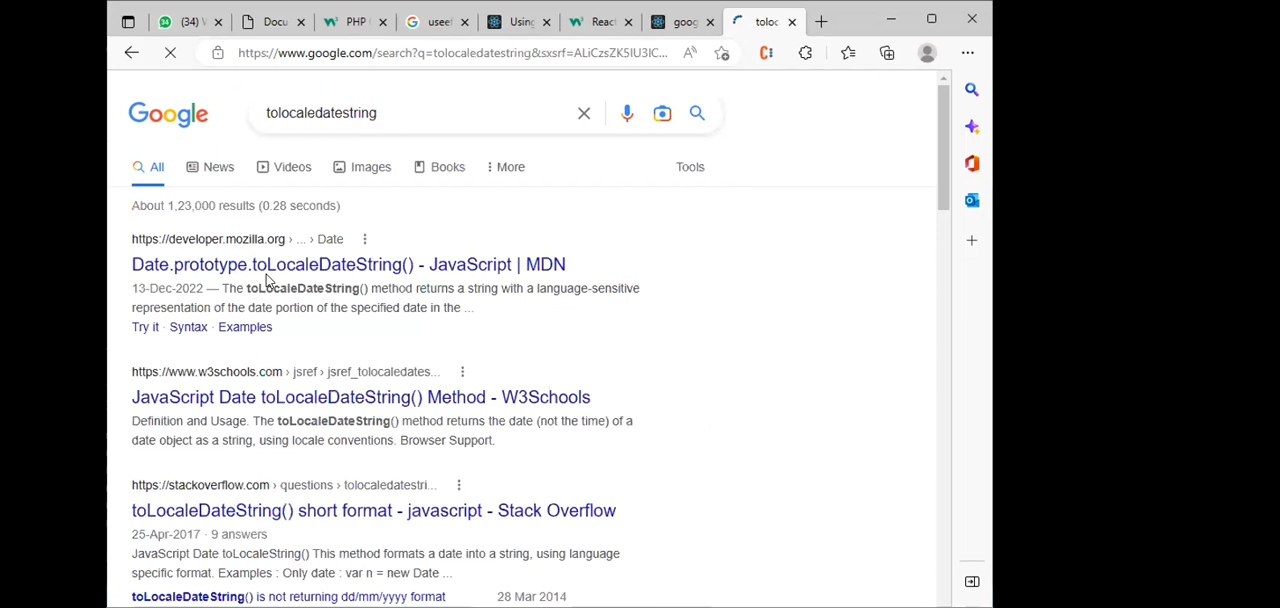 (34) W
Docu
PHP
usee
Using
Reac
goog
toloc
https://www.google.com/search?q=tolocaledatestring&sxsrf=ALiCzsZK5IU3IC...
Google
tolocaledatestring
All
News
Videos
Images
Books
More
Tools
About 1,23,000 results (0.28 seconds)
https://developer.mozilla.org › ... › Date
Date.prototype.toLocaleDateString() - JavaScript | MDN
13-Dec-2022 — The toLocaleDateString() method returns a string with a language-sensitive
representation of the date portion of the specified date in the ...
Try it · Syntax · Examples
https://www.w3schools.com › jsref › jsref_tolocaledates...
JavaScript Date toLocaleDateString() Method - W3Schools
Definition and Usage. The toLocaleDateString() method returns the date (not the time) of a
date object as a string, using locale conventions. Browser Support.
https://stackoverflow.com › questions › tolocaledatestri...
toLocaleDateString() short format - javascript - Stack Overflow
25-Apr-2017 · 9 answers
JavaScript Date toLocaleString() This method formats a date into a string, using language
specific format. Examples : Only date : var n = new Date ...
toLocaleDateString() is not returning dd/mm/yyyy format 28 Mar 2014